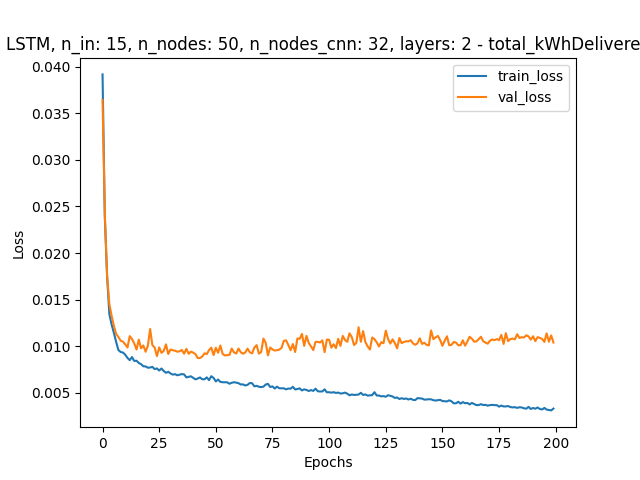 LSTM, n_in: 15, n_nodes: 50, n_nodes_cnn: 32, layers: 2 - total_kWhDelivere
train_loss
val_loss
0.040
0.035
0.030
0.025
0.020
0.015
0.010
0.005
Loss
0 25 50 75 100 125 150 175 200
Epochs